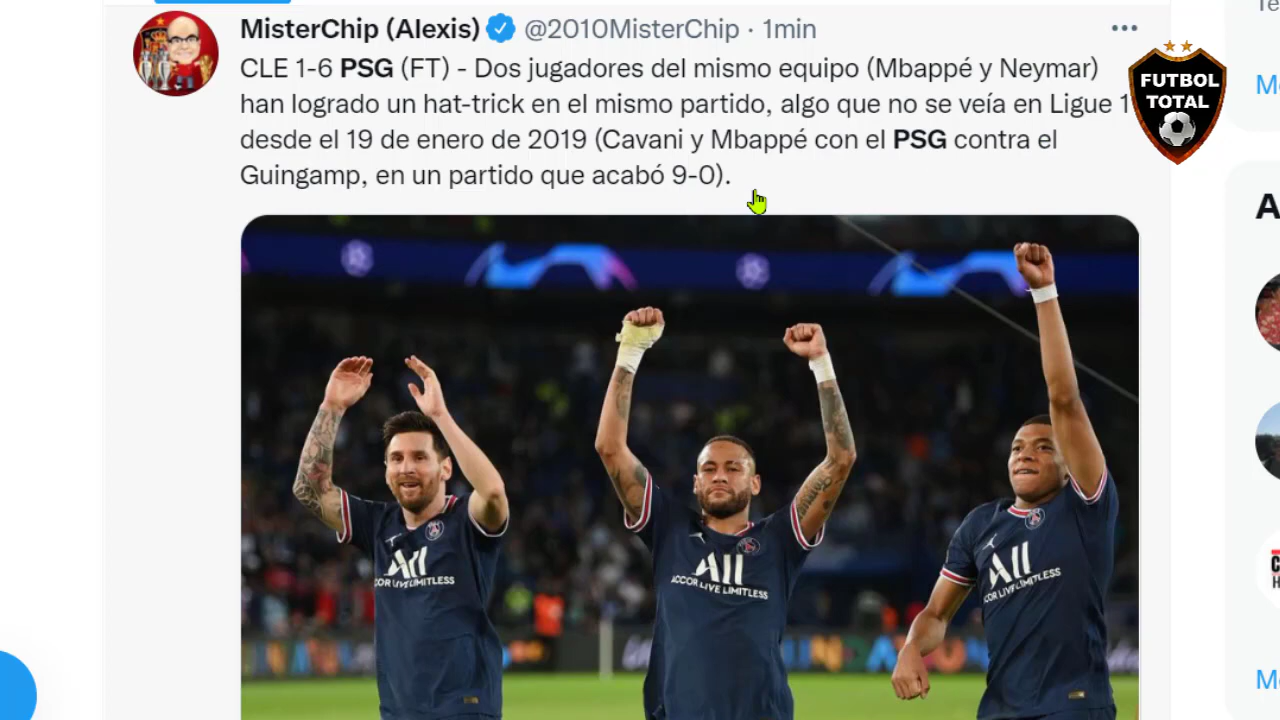 MisterChip (Alexis) @2010MisterChip · 1min
CLE 1-6 PSG (FT) - Dos jugadores del mismo equipo (Mbappé y Neymar)
han logrado un hat-trick en el mismo partido, algo que no se veía en Ligue 1
desde el 19 de enero de 2019 (Cavani y Mbappé con el PSG contra el
Guingamp, en un partido que acabó 9-0).
FUTBOL
TOTAL
ALL
ACCOR LIVE LIMITLESS
ALL
ACCOR LIVE LIMITLESS
ALL
ACCOR LIVE LIMITLESS